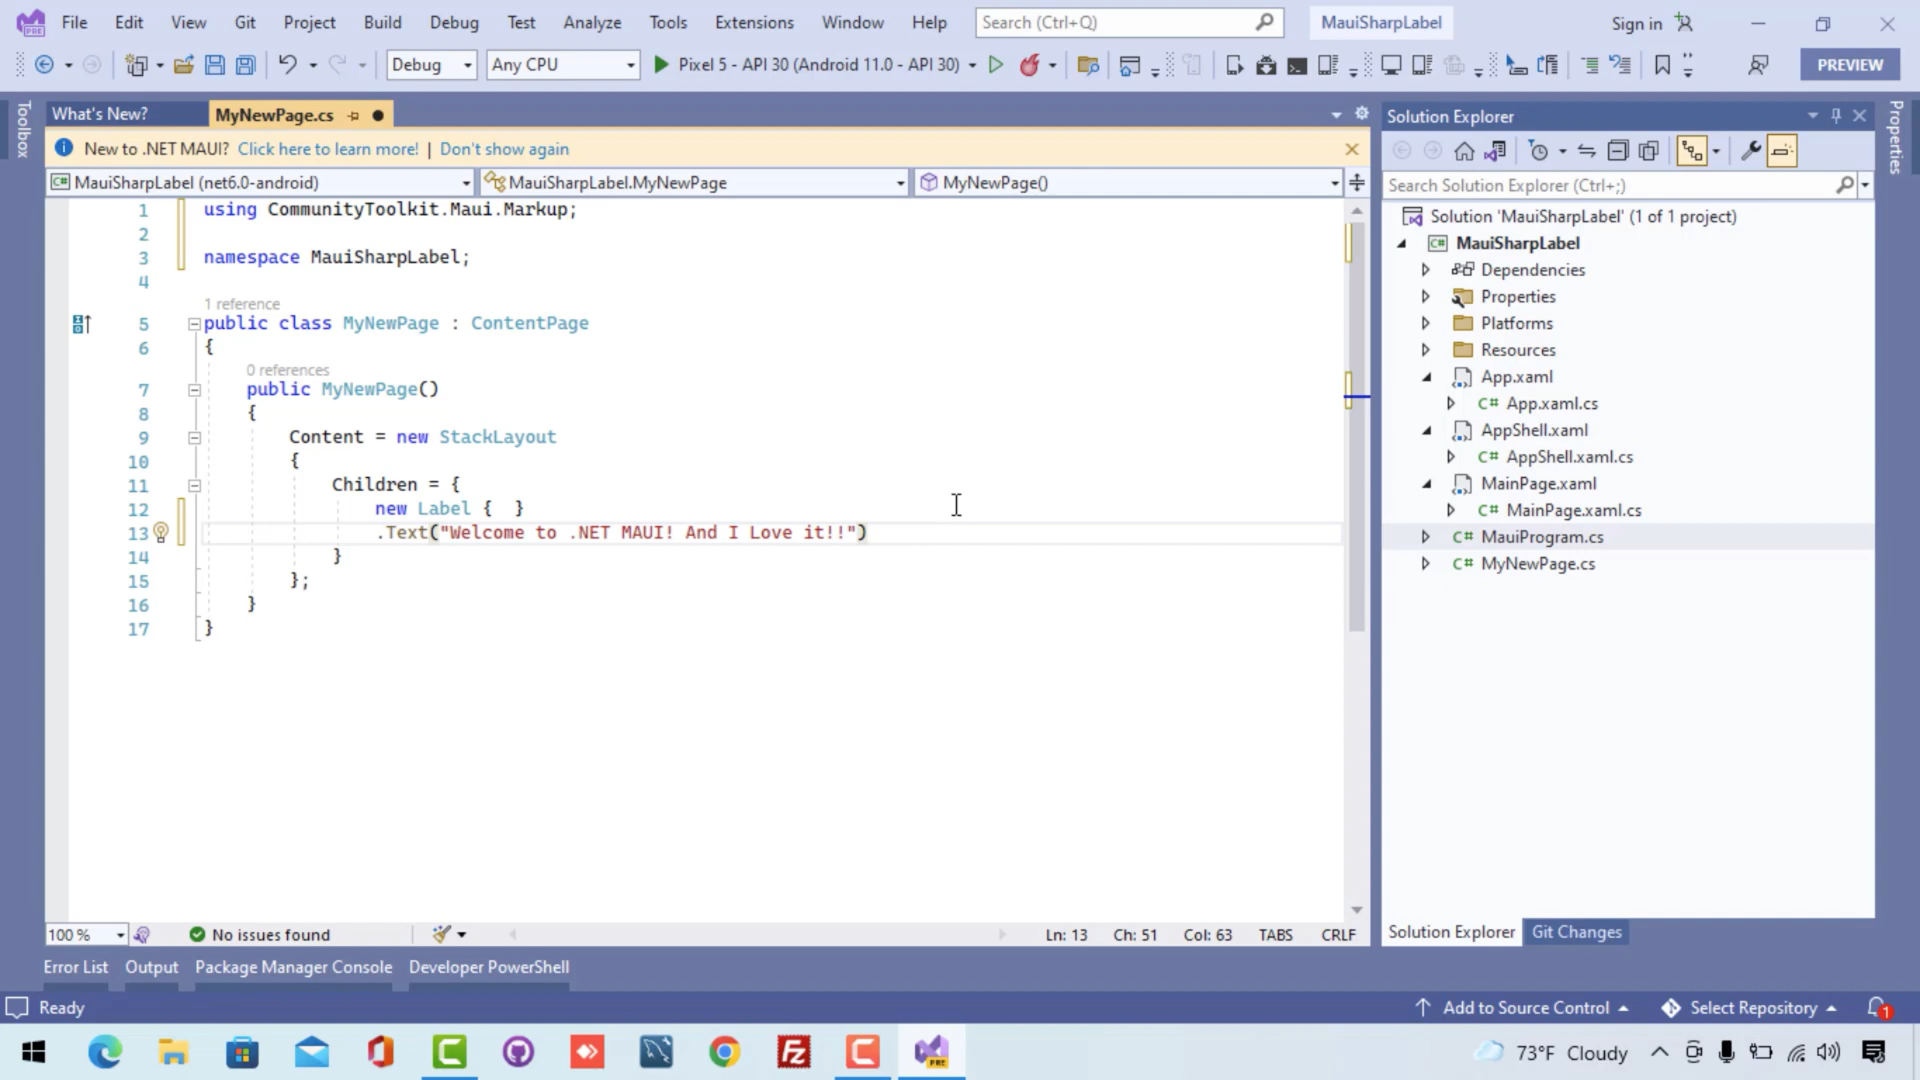 File Edit View Git Project Build Debug Test Analyze Tools Extensions Window Help Search (Ctrl+Q) MauiSharpLabel Sign in
Debug Any CPU Pixel 5 - API 30 (Android 11.0 - API 30) PREVIEW
Toolbox
What's New? MyNewPage.cs
New to .NET MAUI? Click here to learn more! | Don't show again
MauiSharpLabel (net6.0-android) MauiSharpLabel.MyNewPage MyNewPage()
1 using CommunityToolkit.Maui.Markup;
2
3 namespace MauiSharpLabel;
4
1 reference
5 public class MyNewPage : ContentPage
6 {
0 references
7 public MyNewPage()
8 {
9 Content = new StackLayout
10 {
11 Children = {
12 new Label { }
13 .Text("Welcome to .NET MAUI! And I Love it!!")
14 }
15 };
16 }
17 }
100 % No issues found Ln: 13 Ch: 51 Col: 63 TABS CRLF
Solution Explorer
Search Solution Explorer (Ctrl+;)
Solution 'MauiSharpLabel' (1 of 1 project)
C# MauiSharpLabel
Dependencies
Properties
Platforms
Resources
App.xaml
C# App.xaml.cs
AppShell.xaml
C# AppShell.xaml.cs
MainPage.xaml
C# MainPage.xaml.cs
C# MauiProgram.cs
C# MyNewPage.cs
Solution Explorer Git Changes
Properties
Error List Output Package Manager Console Developer PowerShell
Ready Add to Source Control Select Repository 1
73°F Cloudy